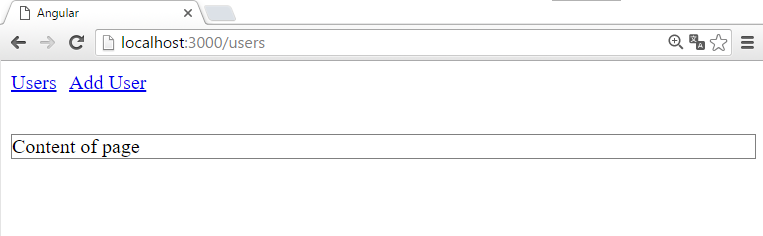 Angular
localhost:3000/users
Users Add User
Content of page